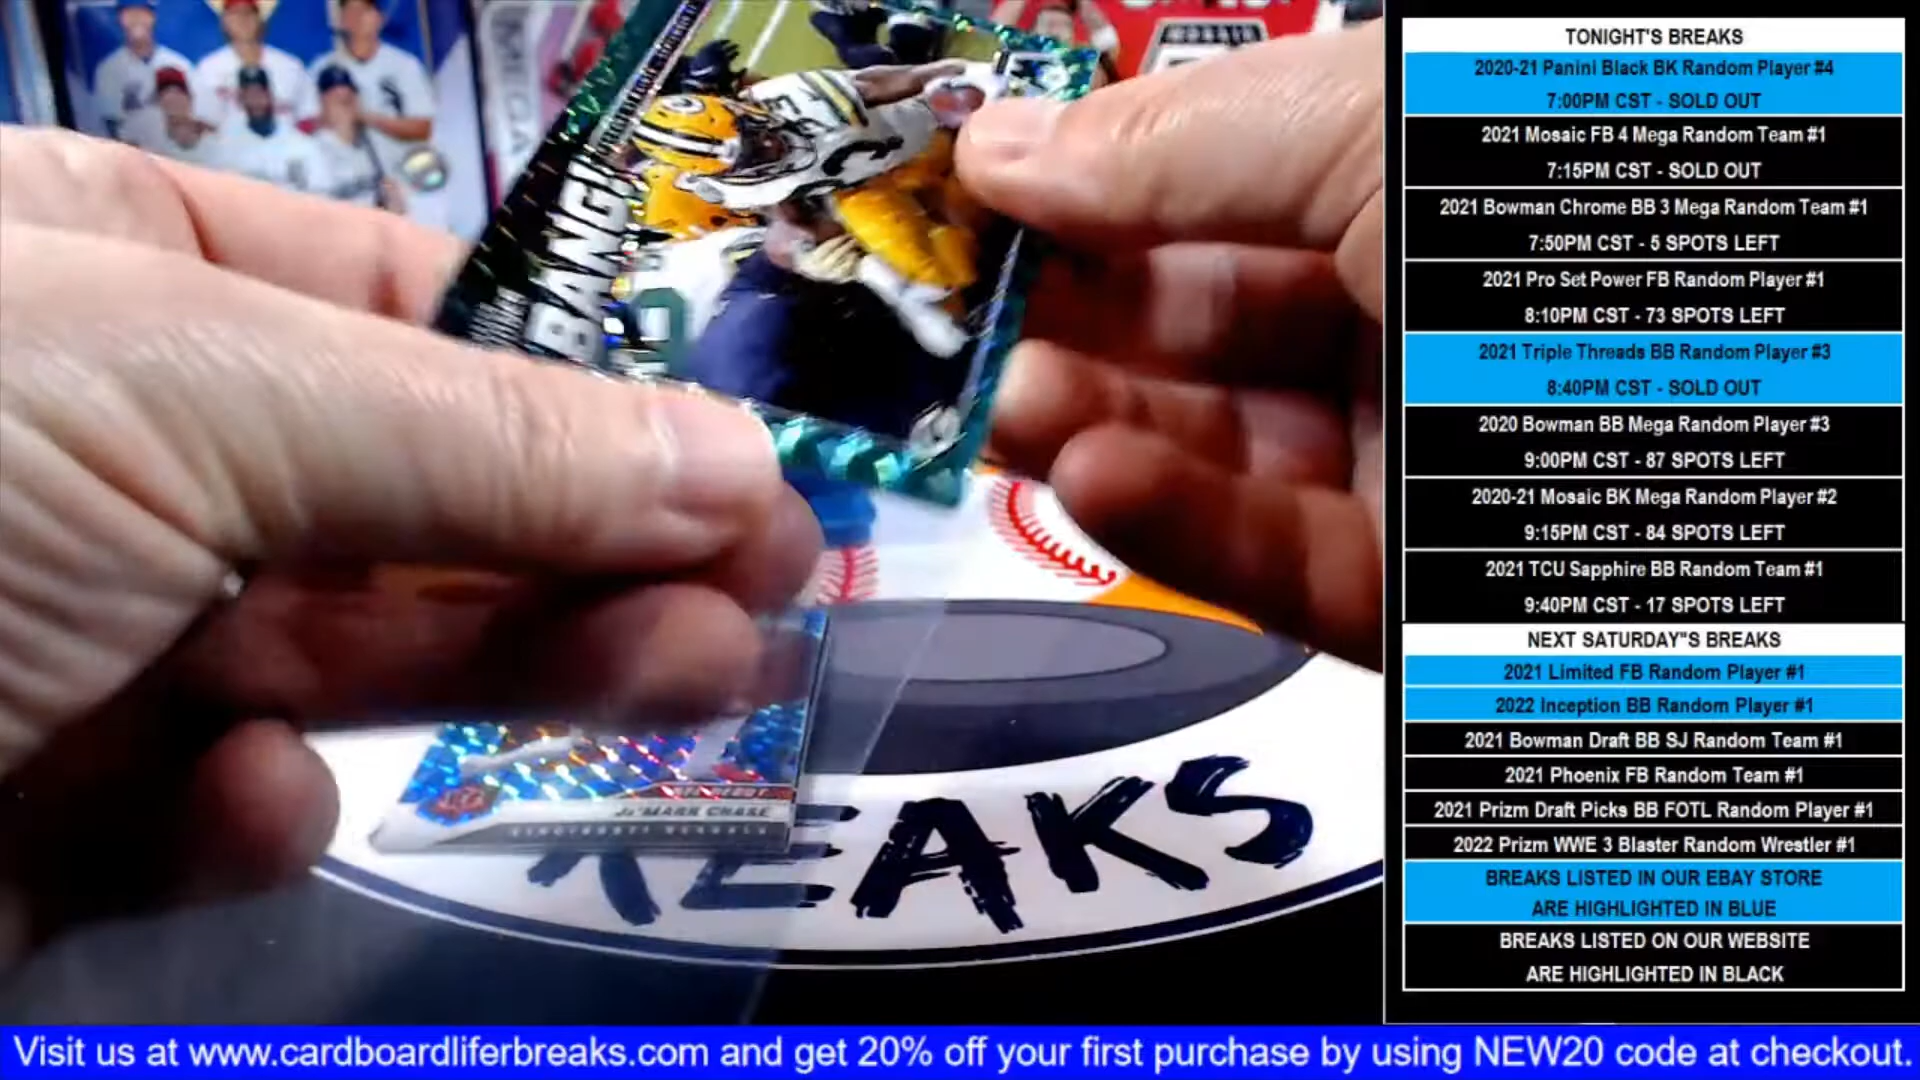 MEGA
MOSAIC
BANG!
NFL DEBUT
Ja'MARR CHASE
CINCINNATI BENGALS
REAKS
TONIGHT'S BREAKS
2020-21 Panini Black BK Random Player #4
7:00PM CST - SOLD OUT
2021 Mosaic FB 4 Mega Random Team #1
7:15PM CST - SOLD OUT
2021 Bowman Chrome BB 3 Mega Random Team #1
7:50PM CST - 5 SPOTS LEFT
2021 Pro Set Power FB Random Player #1
8:10PM CST - 73 SPOTS LEFT
2021 Triple Threads BB Random Player #3
8:40PM CST - SOLD OUT
2020 Bowman BB Mega Random Player #3
9:00PM CST - 87 SPOTS LEFT
2020-21 Mosaic BK Mega Random Player #2
9:15PM CST - 84 SPOTS LEFT
2021 TCU Sapphire BB Random Team #1
9:40PM CST - 17 SPOTS LEFT
NEXT SATURDAY"S BREAKS
2021 Limited FB Random Player #1
2022 Inception BB Random Player #1
2021 Bowman Draft BB SJ Random Team #1
2021 Phoenix FB Random Team #1
2021 Prizm Draft Picks BB FOTL Random Player #1
2022 Prizm WWE 3 Blaster Random Wrestler #1
BREAKS LISTED IN OUR EBAY STORE
ARE HIGHLIGHTED IN BLUE
BREAKS LISTED ON OUR WEBSITE
ARE HIGHLIGHTED IN BLACK
Visit us at www.cardboardliferbreaks.com and get 20% off your first purchase by using NEW20 code at checkout.